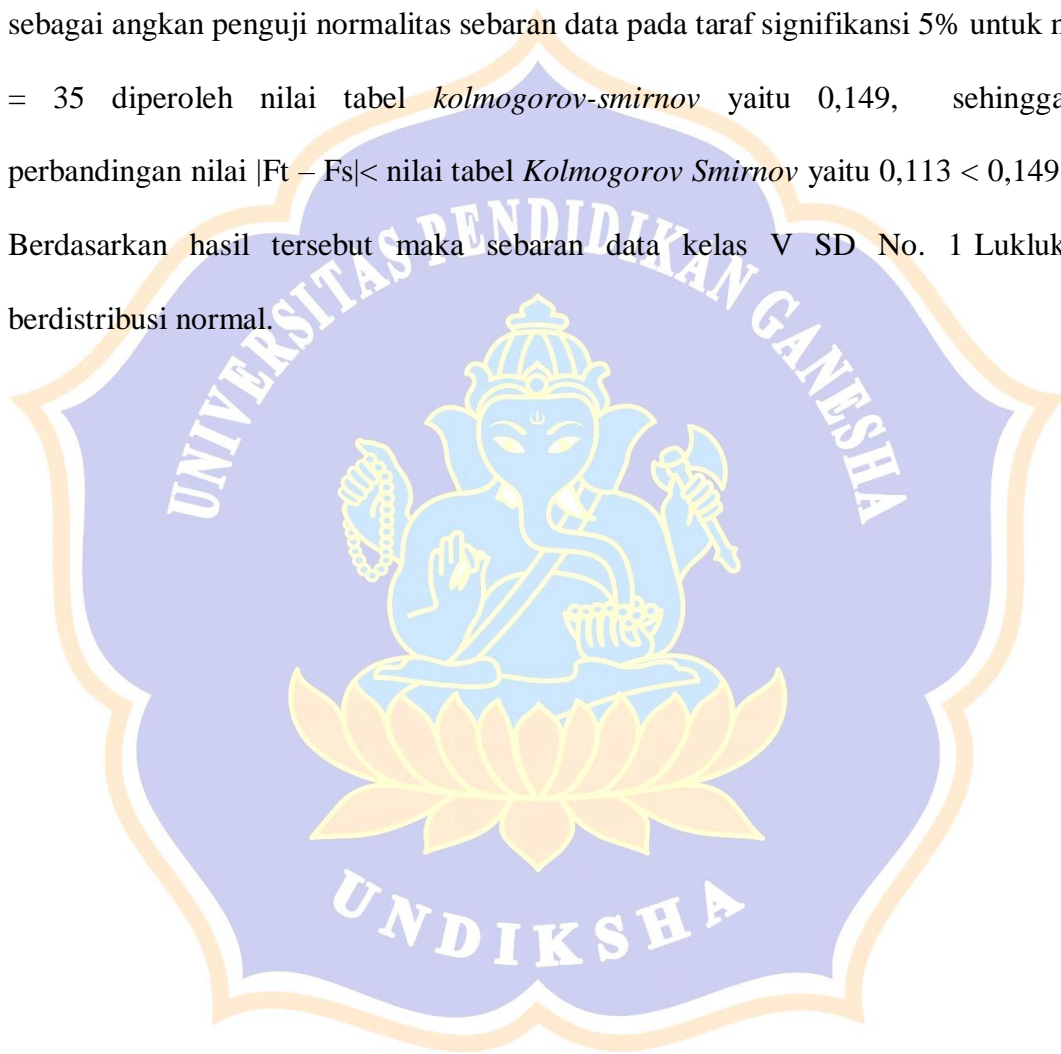 sebagai angkan penguji normalitas sebaran data pada taraf signifikansi 5% untuk n
= 35 diperoleh nilai tabel kolmogorov-smirnov yaitu 0,149, sehingga
perbandingan nilai |Ft – Fs|< nilai tabel Kolmogorov Smirnov yaitu 0,113 < 0,149
Berdasarkan hasil tersebut maka sebaran data kelas V SD No. 1 Lukluk
berdistribusi normal.
UNIVERSITAS PENDIDIKAN GANESHA
UNDIKSHA